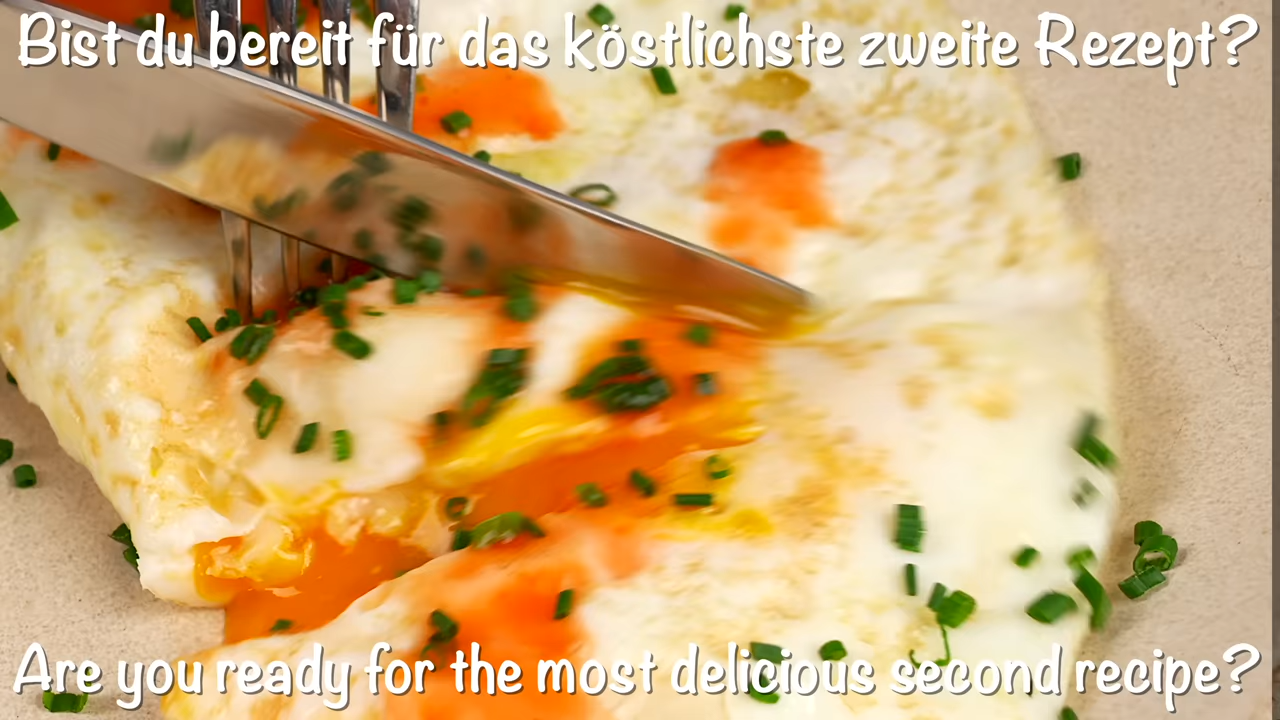 Bist du bereit für das köstlichste zweite Rezept?
Are you ready for the most delicious second recipe?